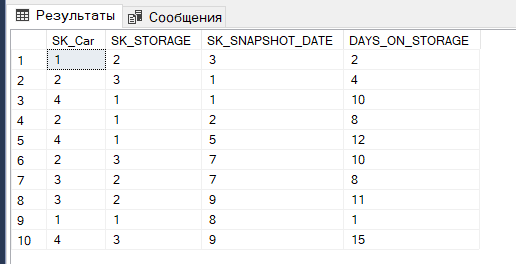 Результаты Сообщения
SK_Car SK_STORAGE SK_SNAPSHOT_DATE DAYS_ON_STORAGE
1 1 2 3 2
2 2 3 1 4
3 4 1 1 10
4 2 1 2 8
5 4 1 5 12
6 2 3 7 10
7 3 2 7 8
8 3 2 9 11
9 1 1 8 1
10 4 3 9 15